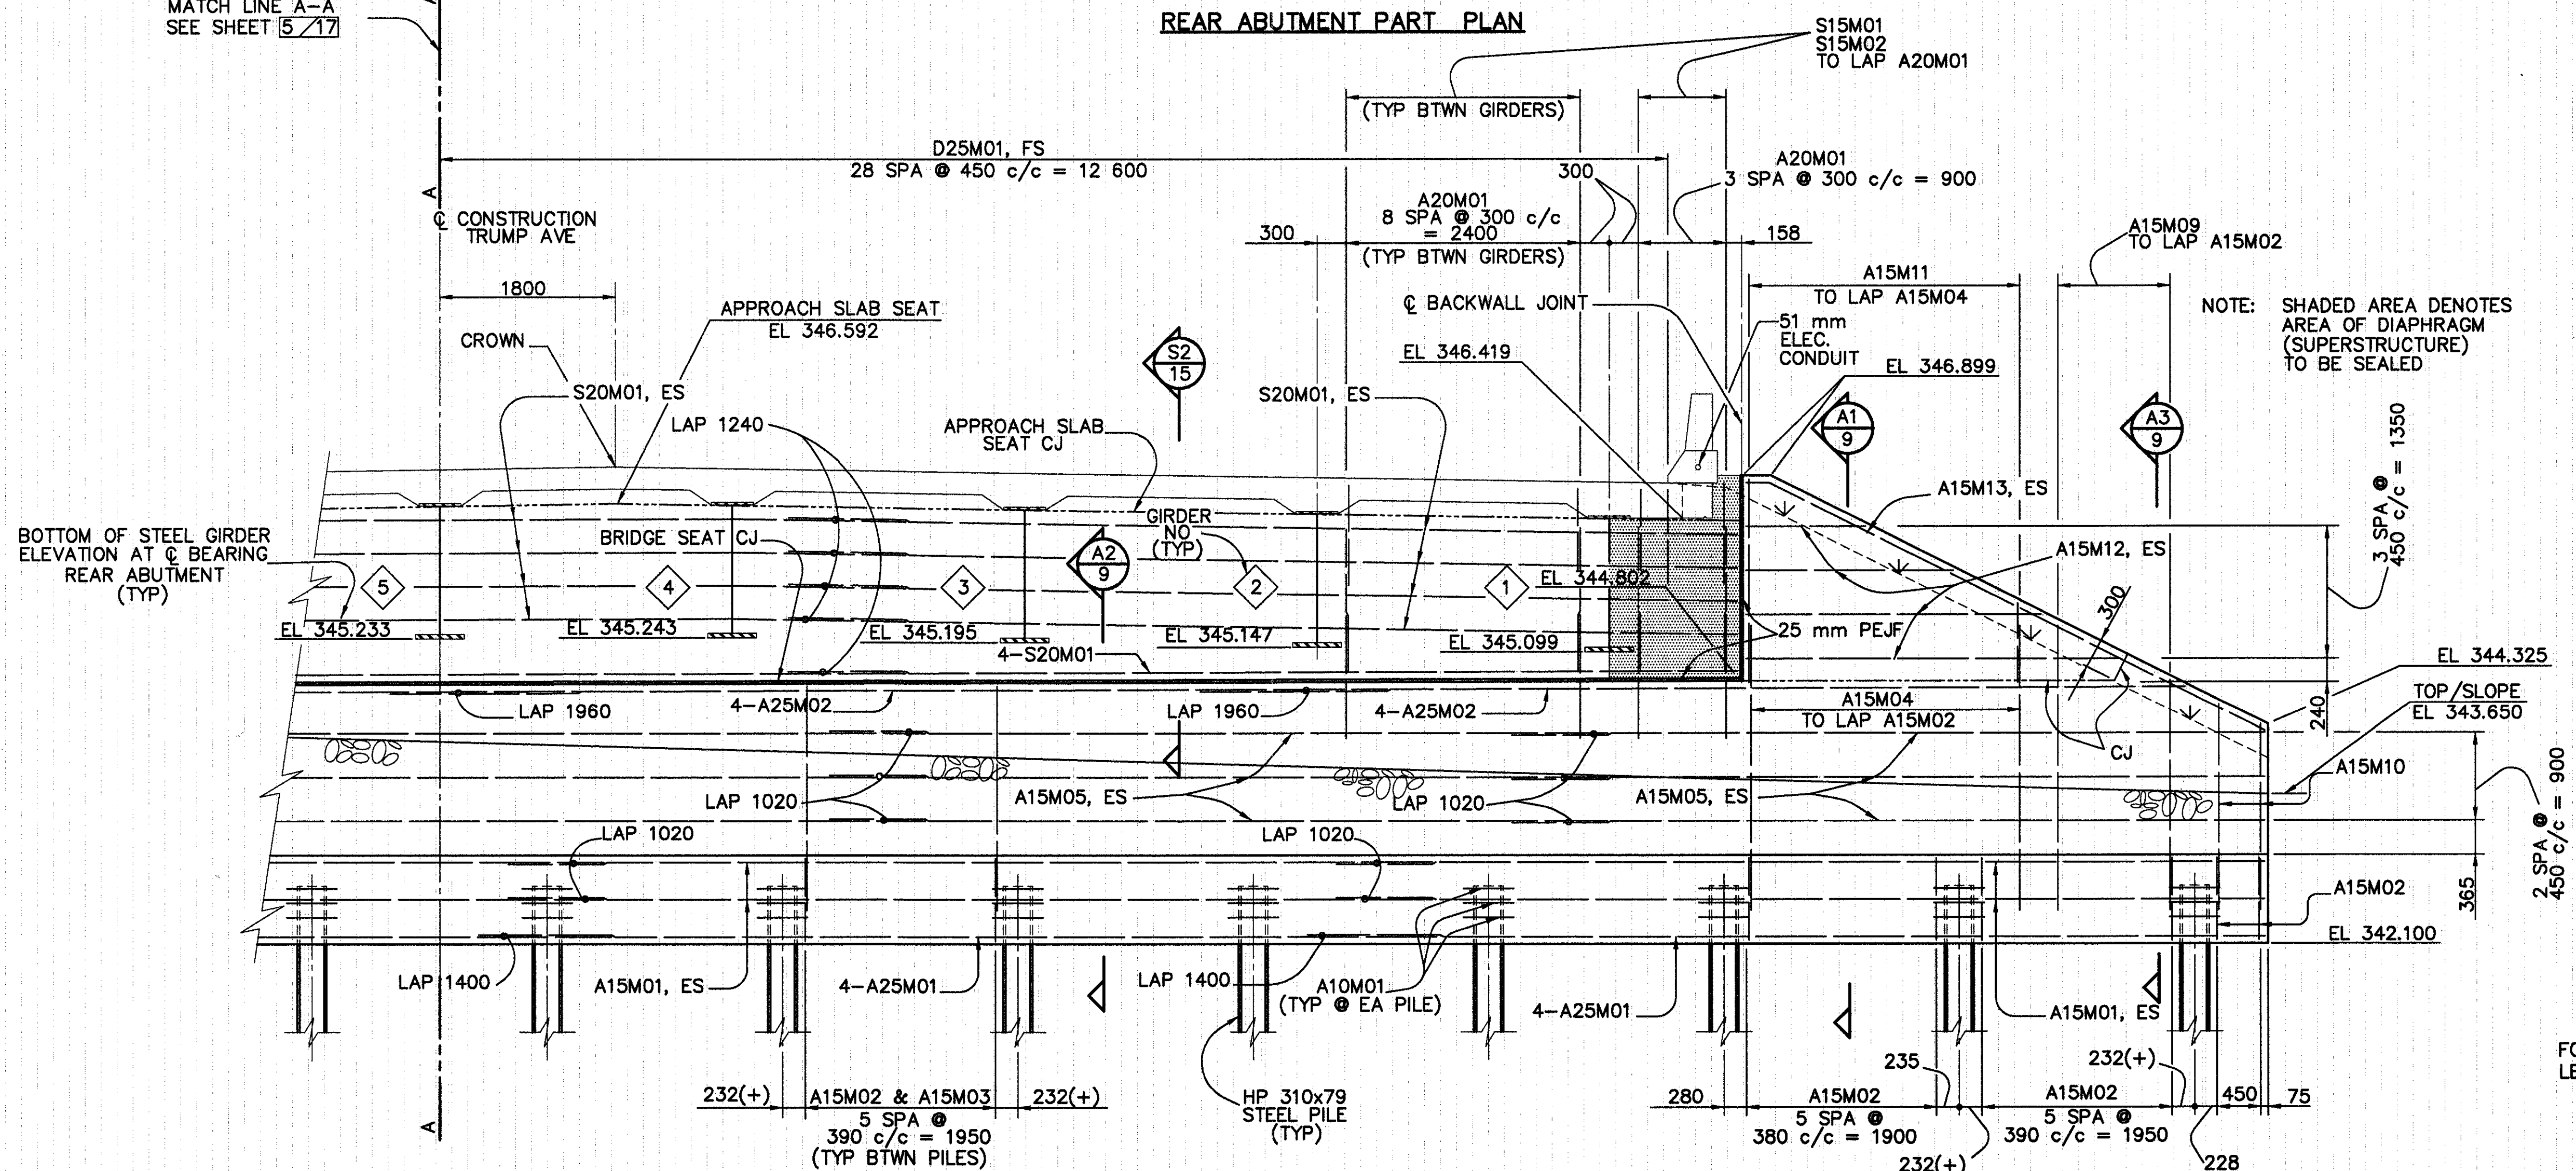 MATCH LINE A-A
SEE SHEET 5/17
REAR ABUTMENT PART PLAN
S15M01
S15M02
TO LAP A20M01
(TYP BTWN GIRDERS)
D25M01, FS
28 SPA @ 450 c/c = 12 600
300
A20M01
3 SPA @ 300 c/c = 900
A
℄ CONSTRUCTION
TRUMP AVE
A20M01
8 SPA @ 300 c/c
= 2400
300
158
(TYP BTWN GIRDERS)
A15M09
TO LAP A15M02
A15M11
TO LAP A15M04
1800
℄ BACKWALL JOINT
NOTE: SHADED AREA DENOTES
AREA OF DIAPHRAGM
(SUPERSTRUCTURE)
TO BE SEALED
APPROACH SLAB SEAT
EL 346.592
CROWN
S2
15
EL 346.419
51 mm
ELEC.
CONDUIT
EL 346.899
S20M01, ES
S20M01, ES
LAP 1240
APPROACH SLAB
SEAT CJ
A1
9
A3
9
3 SPA @
450 c/c = 1350
A15M13, ES
BOTTOM OF STEEL GIRDER
ELEVATION AT ℄ BEARING
REAR ABUTMENT
(TYP)
BRIDGE SEAT CJ
GIRDER
NO
(TYP)
A2
9
A15M12, ES
5
4
3
2
1
EL 344.802
300
EL 345.233
EL 345.243
EL 345.195
EL 345.147
EL 345.099
25 mm PEJF
4-S20M01
EL 344.325
LAP 1960
4-A25M02
LAP 1960
4-A25M02
A15M04
TO LAP A15M02
240
TOP/SLOPE
EL 343.650
CJ
A15M10
LAP 1020
A15M05, ES
LAP 1020
A15M05, ES
2 SPA @
450 c/c = 900
LAP 1020
LAP 1020
365
A15M02
EL 342.100
LAP 1400
A15M01, ES
4-A25M01
LAP 1400
A10M01
(TYP @ EA PILE)
4-A25M01
A15M01, ES
FO
LE
235
232(+)
232(+)
A15M02 & A15M03
5 SPA @
390 c/c = 1950
(TYP BTWN PILES)
232(+)
HP 310x79
STEEL PILE
(TYP)
280
A15M02
5 SPA @
380 c/c = 1900
A15M02
5 SPA @
390 c/c = 1950
450
75
A
232(+)
228